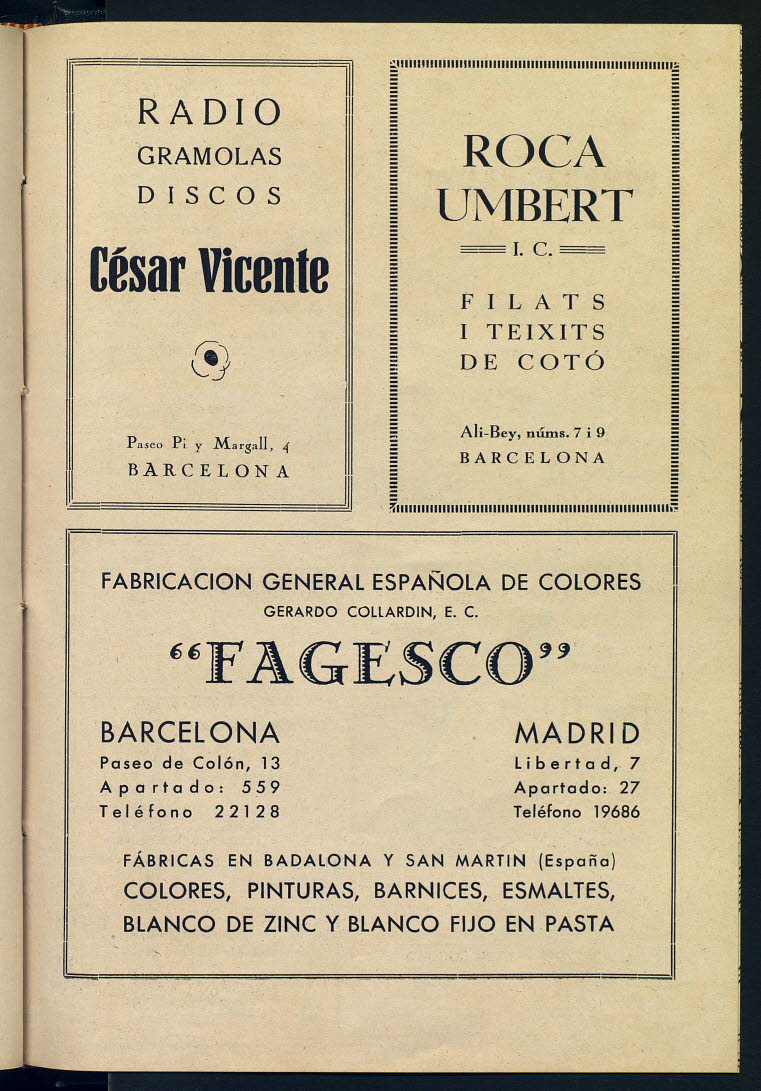 RADIO
GRAMOLAS
DISCOS
César Vicente
Paseo Pi y Margall, 4
BARCELONA
ROCA
UMBERT
I. C.
FILATS
I TEIXITS
DE COTÓ
Ali-Bey, núms. 7 i 9
BARCELONA
FABRICACION GENERAL ESPAÑOLA DE COLORES
GERARDO COLLARDIN, E. C.
“FAGESCO”
BARCELONA
Paseo de Colón, 13
Apartado: 559
Teléfono 22128
MADRID
Libertad, 7
Apartado: 27
Teléfono 19686
FÁBRICAS EN BADALONA Y SAN MARTIN (España)
COLORES, PINTURAS, BARNICES, ESMALTES,
BLANCO DE ZINC Y BLANCO FIJO EN PASTA